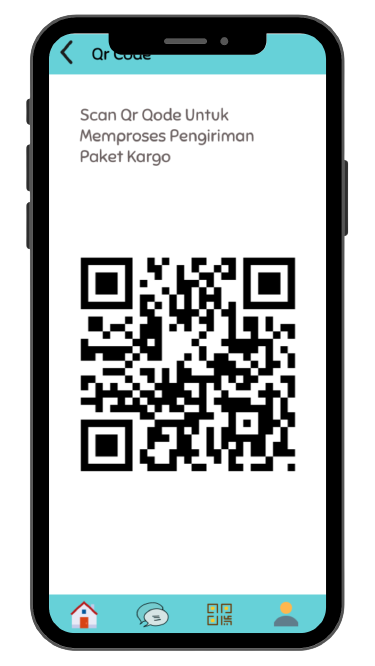 Qr Code
Scan Qr Qode Untuk
Memproses Pengiriman
Paket Kargo